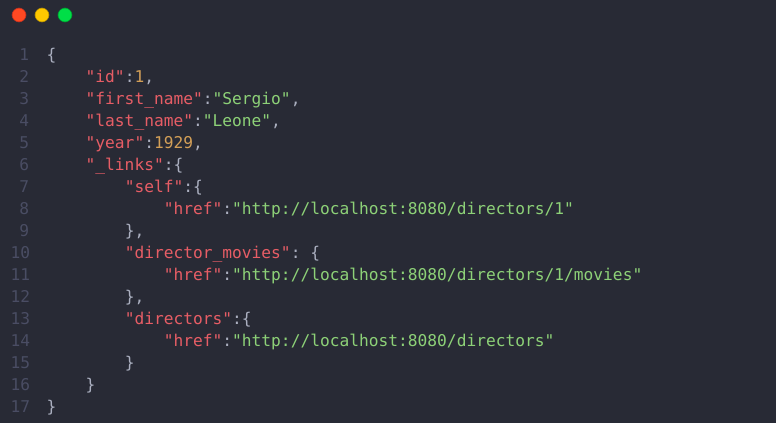 1 {
2     "id":1,
3     "first_name":"Sergio",
4     "last_name":"Leone",
5     "year":1929,
6     "_links":{
7         "self":{
8             "href":"http://localhost:8080/directors/1"
9         },
10         "director_movies": {
11             "href":"http://localhost:8080/directors/1/movies"
12         },
13         "directors":{
14             "href":"http://localhost:8080/directors"
15         }
16     }
17 }